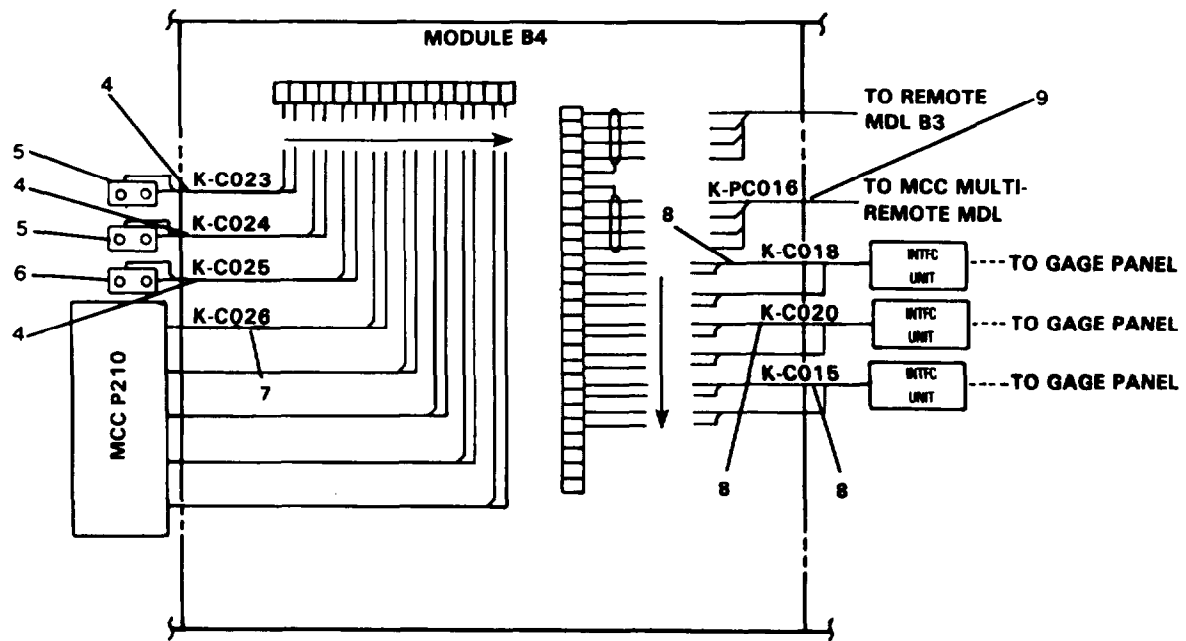 MODULE B4
4
5
K-C023
4
K-C024
5
K-C025
6
4
K-C026
7
MCC P210
TO REMOTE
MDL B3
9
K-PC016
TO MCC MULTI-
REMOTE MDL
8
K-C018
INTFC
UNIT
TO GAGE PANEL
K-C020
INTFC
UNIT
TO GAGE PANEL
K-C015
INTFC
UNIT
TO GAGE PANEL
8
8